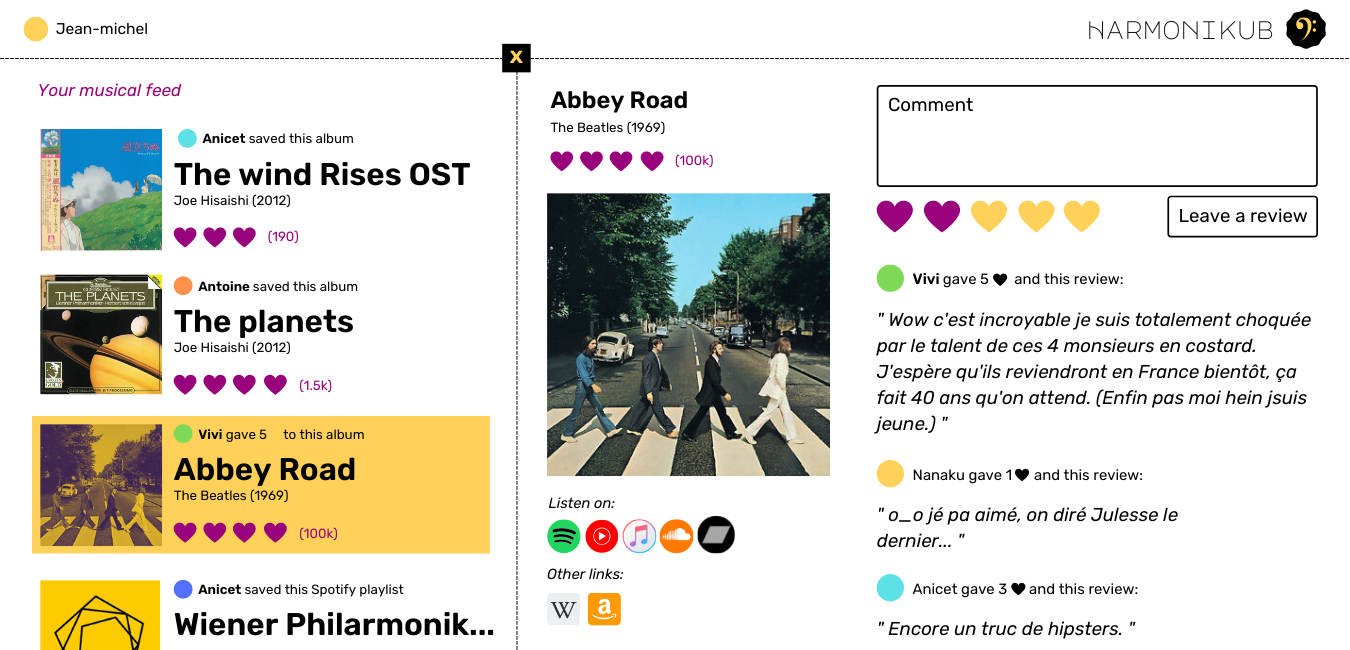 Jean-michel
HARMONIKUB
X
Your musical feed
Anicet saved this album
The wind Rises OST
Joe Hisaishi (2012)
(190)
THE PLANETS
Antoine saved this album
The planets
Joe Hisaishi (2012)
(1.5k)
Vivi gave 5 to this album
Abbey Road
The Beatles (1969)
(100k)
Anicet saved this Spotify playlist
Wiener Philarmonik...
Abbey Road
The Beatles (1969)
(100k)
Listen on:
Other links:
W
a
Comment
Leave a review
Vivi gave 5 and this review:
" Wow c'est incroyable je suis totalement choquée
par le talent de ces 4 monsieurs en costard.
J'espère qu'ils reviendront en France bientôt, ça
fait 40 ans qu'on attend. (Enfin pas moi hein jsuis
jeune.) "
Nanaku gave 1 and this review:
" o_o jé pa aimé, on diré Julesse le
dernier... "
Anicet gave 3 and this review:
" Encore un truc de hipsters. "